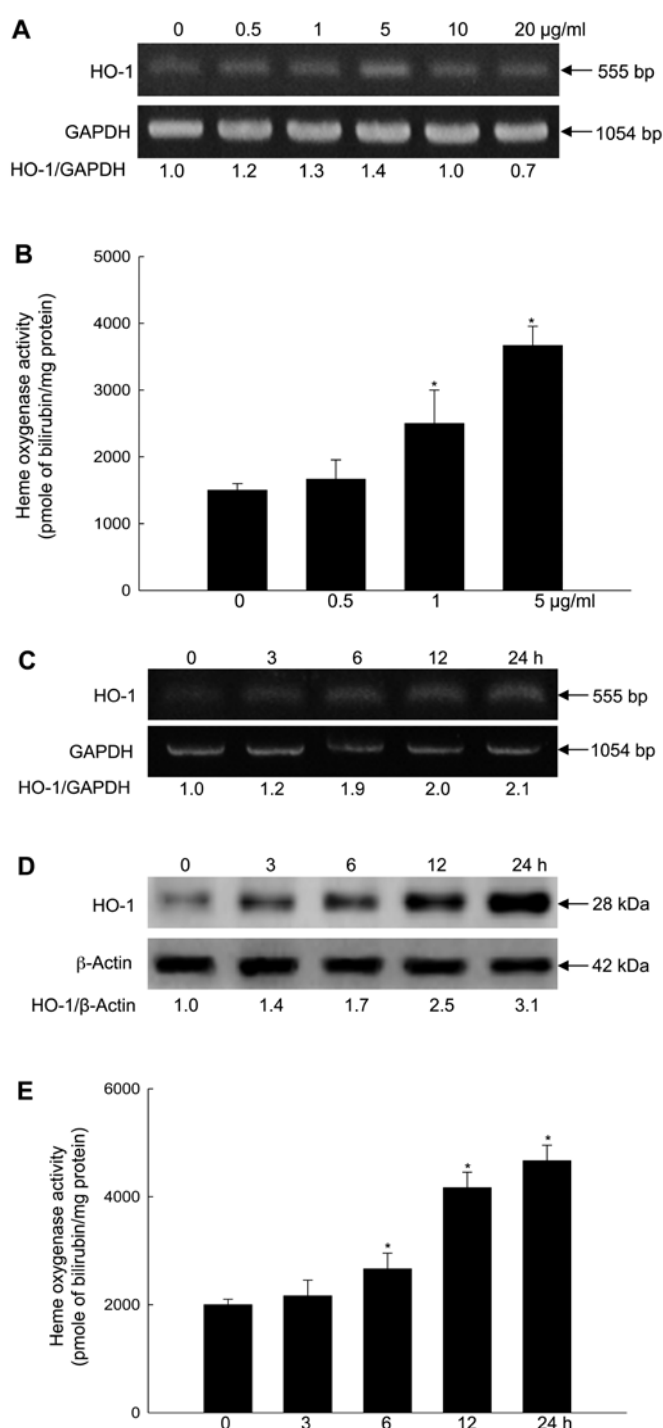 A
0 0.5 1 5 10 20 µg/ml
HO-1 555 bp
GAPDH 1054 bp
HO-1/GAPDH 1.0 1.2 1.3 1.4 1.0 0.7
B
Heme oxygenase activity
(pmole of bilirubin/mg protein)
5000
4000
3000
2000
1000
0
* *
0 0.5 1 5 µg/ml
C
0 3 6 12 24 h
HO-1 555 bp
GAPDH 1054 bp
HO-1/GAPDH 1.0 1.2 1.9 2.0 2.1
D
0 3 6 12 24 h
HO-1 28 kDa
β-Actin 42 kDa
HO-1/β-Actin 1.0 1.4 1.7 2.5 3.1
E
Heme oxygenase activity
(pmole of bilirubin/mg protein)
6000
4000
2000
0
* * *
0 3 6 12 24 h